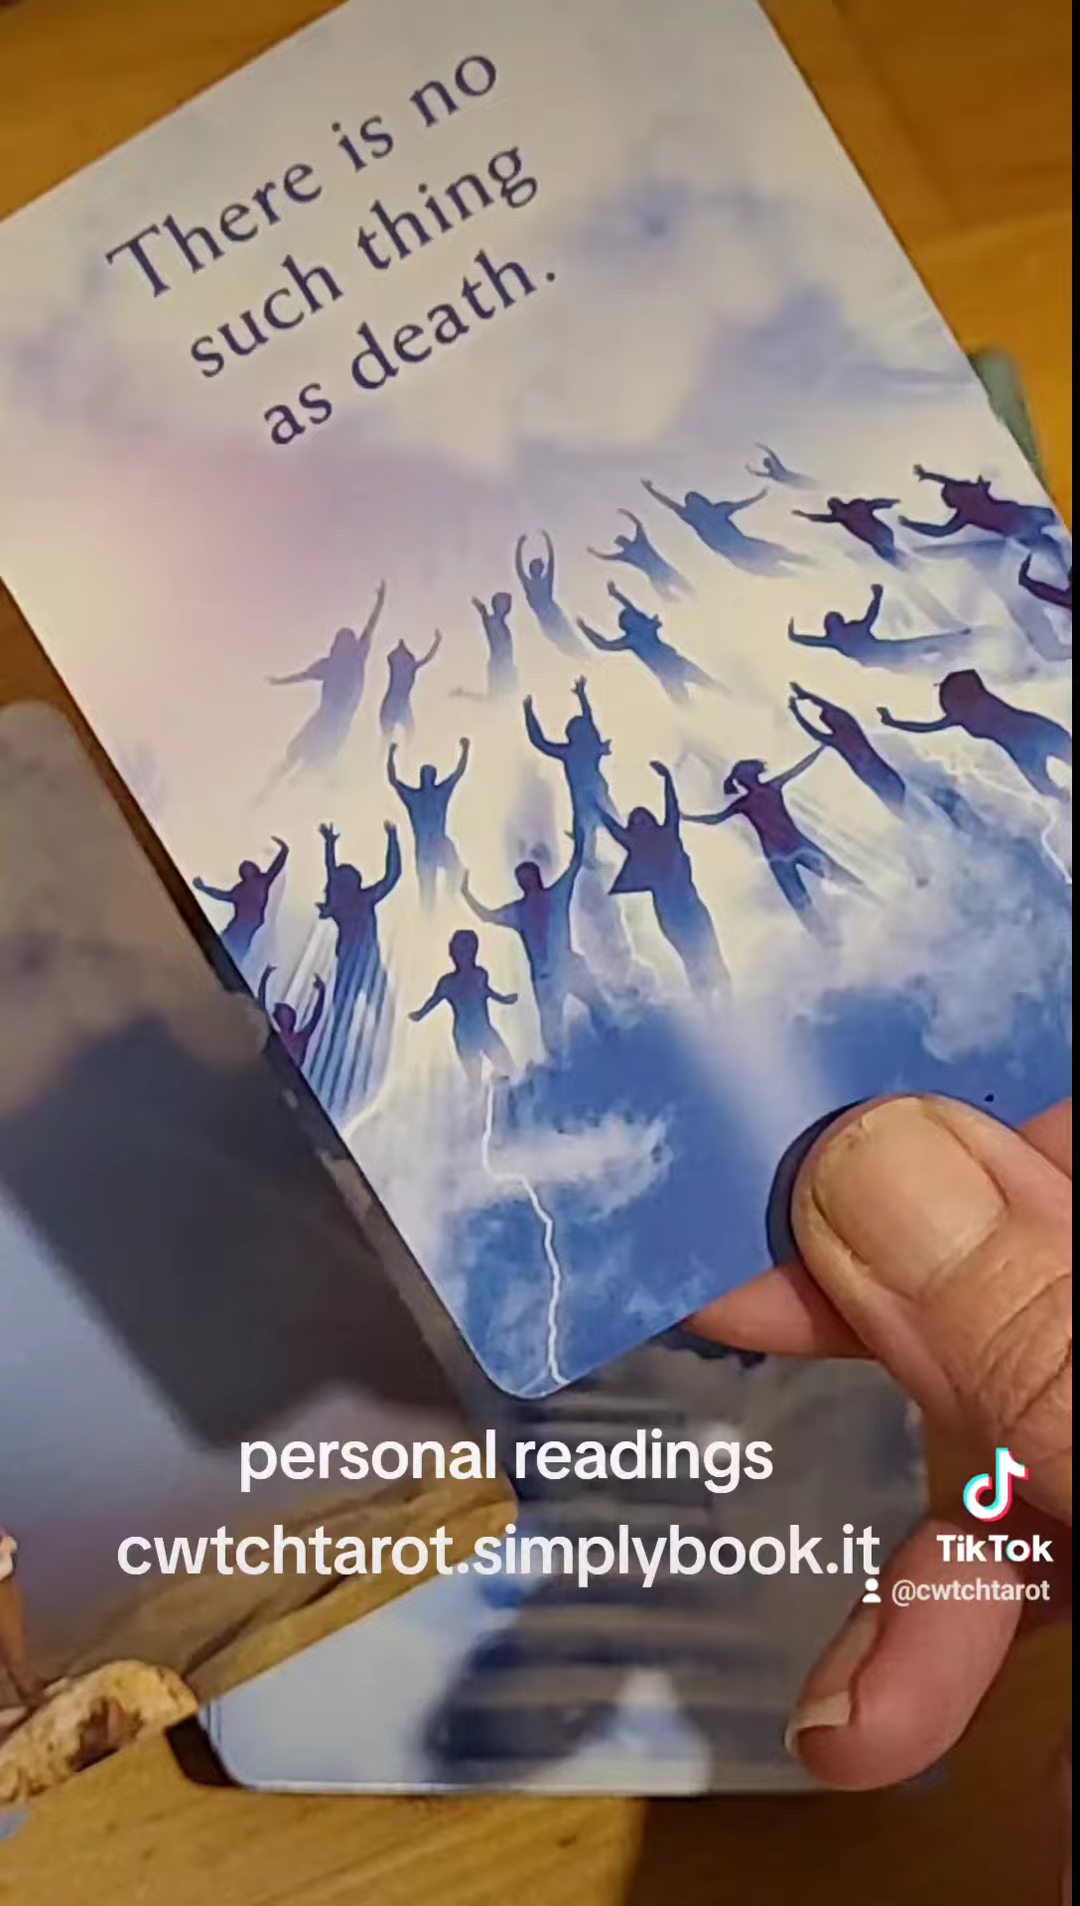 There is no
such thing
as death.
personal readings
cwtchtarot.simplybook.it
TikTok
@cwtchtarot